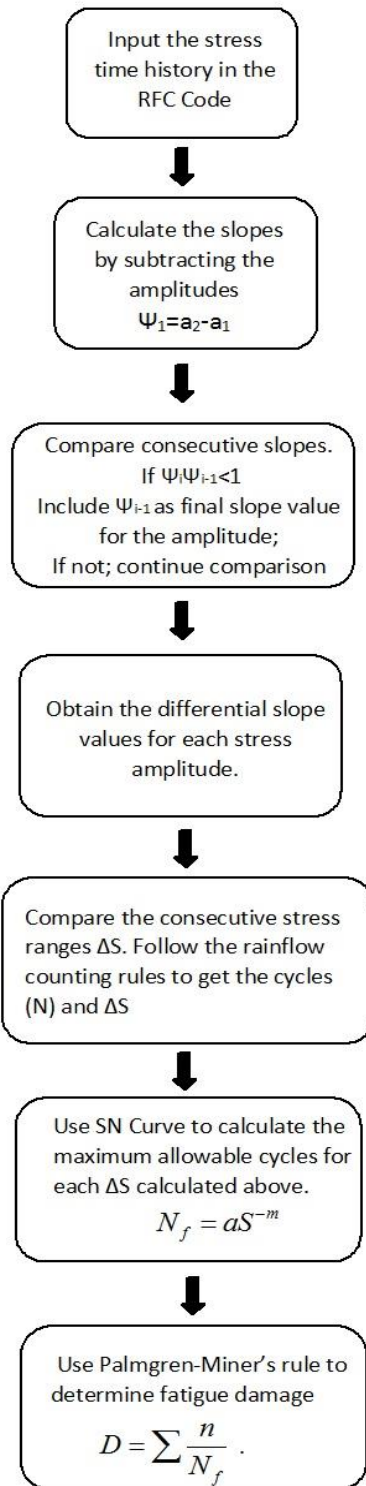 Input the stress
time history in the
RFC Code
Calculate the slopes
by subtracting the
amplitudes
Ψ₁=a₂-a₁
Compare consecutive slopes.
If ΨᵢΨᵢ₋₁<1
Include Ψᵢ₋₁ as final slope value
for the amplitude;
If not; continue comparison
Obtain the differential slope
values for each stress
amplitude.
Compare the consecutive stress
ranges ΔS. Follow the rainflow
counting rules to get the cycles
(N) and ΔS
Use SN Curve to calculate the
maximum allowable cycles for
each ΔS calculated above.
N_f = aS^{-m}
Use Palmgren-Miner's rule to
determine fatigue damage
D = ∑ n/N_f .